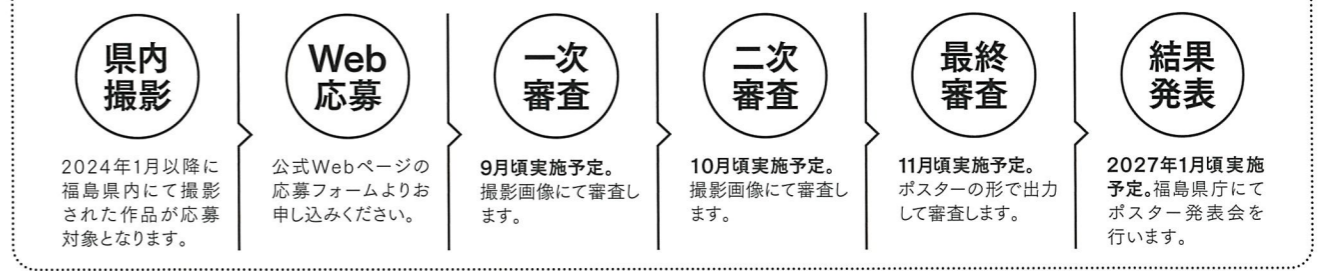 県内
撮影
2024年1月以降に
福島県内にて撮影
された作品が応募
対象となります。
Web
応募
公式Webページの
応募フォームよりお
申し込みください。
一次
審査
9月頃実施予定。
撮影画像にて審査し
ます。
二次
審査
10月頃実施予定。
撮影画像にて審査し
ます。
最終
審査
11月頃実施予定。
ポスターの形で出力
して審査します。
結果
発表
2027年1月頃実施
予定。福島県庁にて
ポスター発表会を
行います。